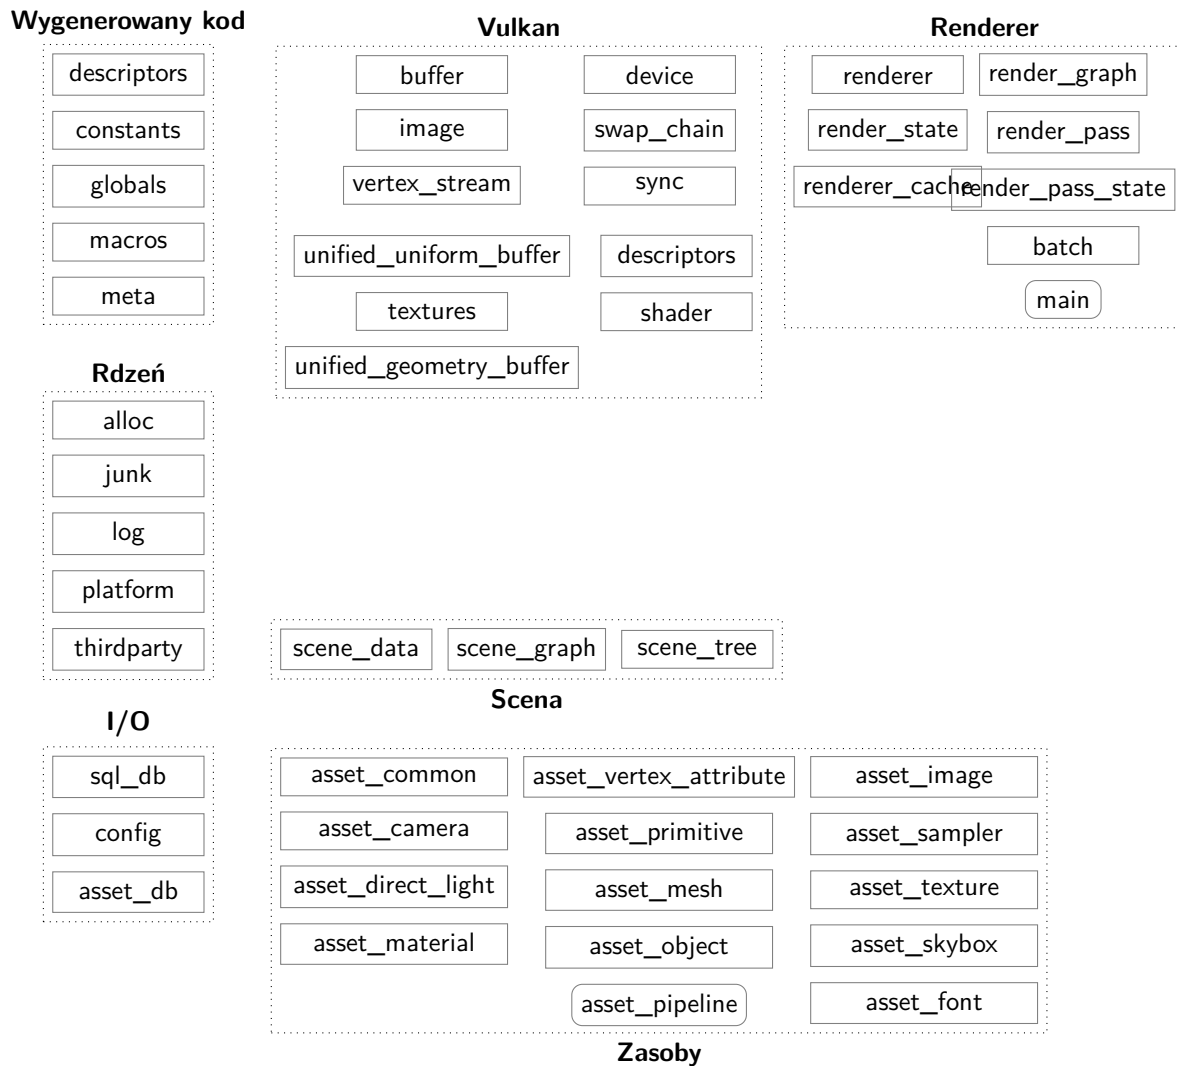 Wygenerowany kod
descriptors
constants
globals
macros
meta
Vulkan
buffer
device
image
swap_chain
vertex_stream
sync
unified_uniform_buffer
descriptors
textures
shader
unified_geometry_buffer
Renderer
renderer
render_graph
render_state
render_pass
renderer_cache
render_pass_state
batch
main
Rdzeń
alloc
junk
log
platform
thirdparty
scene_data
scene_graph
scene_tree
Scena
I/O
sql_db
config
asset_db
asset_common
asset_vertex_attribute
asset_image
asset_camera
asset_primitive
asset_sampler
asset_direct_light
asset_mesh
asset_texture
asset_material
asset_object
asset_skybox
asset_pipeline
asset_font
Zasoby